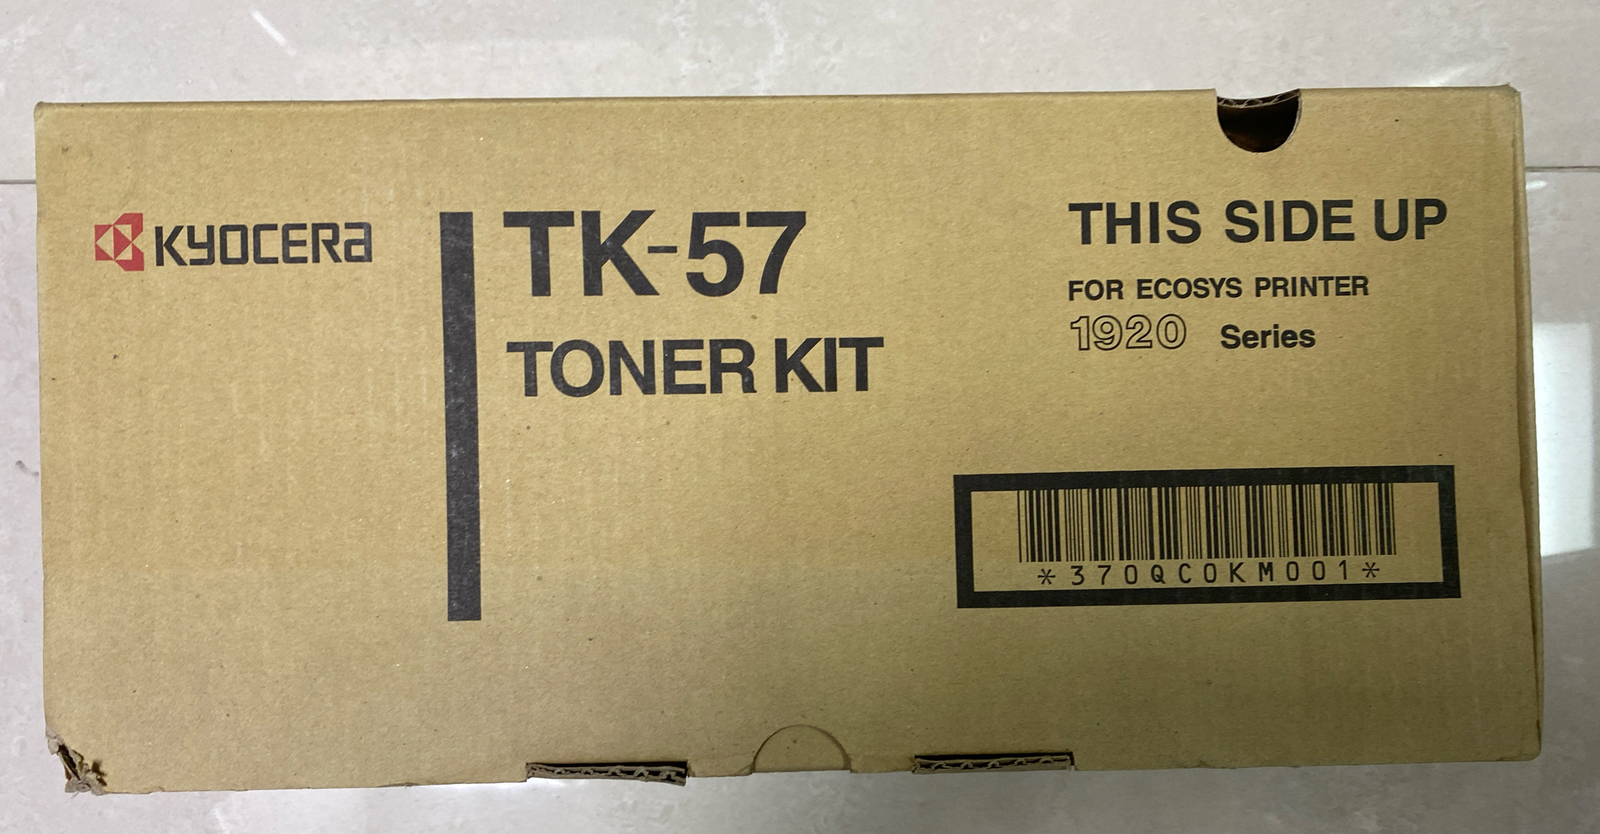 KYOCERA
TK-57
TONER KIT
THIS SIDE UP
FOR ECOSYS PRINTER
1920 Series
*370QC0KM001*